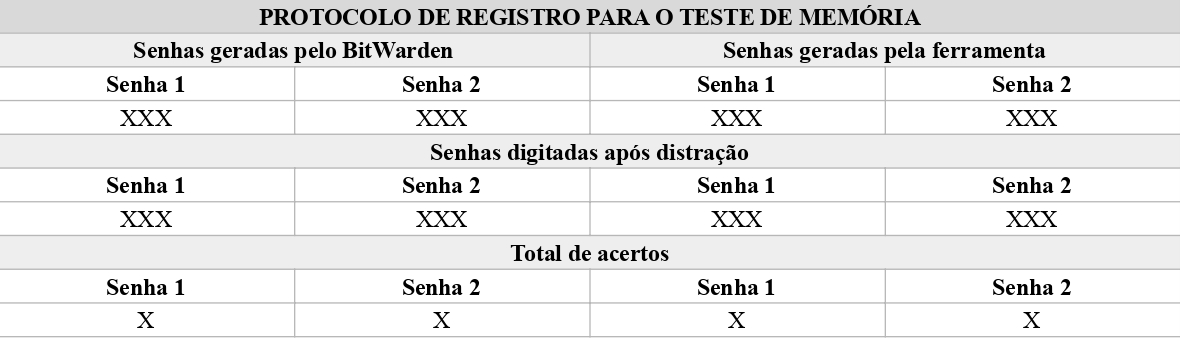 PROTOCOLO DE REGISTRO PARA O TESTE DE MEMÓRIA
Senhas geradas pelo BitWarden Senhas geradas pela ferramenta
Senha 1 Senha 2 Senha 1 Senha 2
XXX XXX XXX XXX
Senhas digitadas após distração
Senha 1 Senha 2 Senha 1 Senha 2
XXX XXX XXX XXX
Total de acertos
Senha 1 Senha 2 Senha 1 Senha 2
X X X X